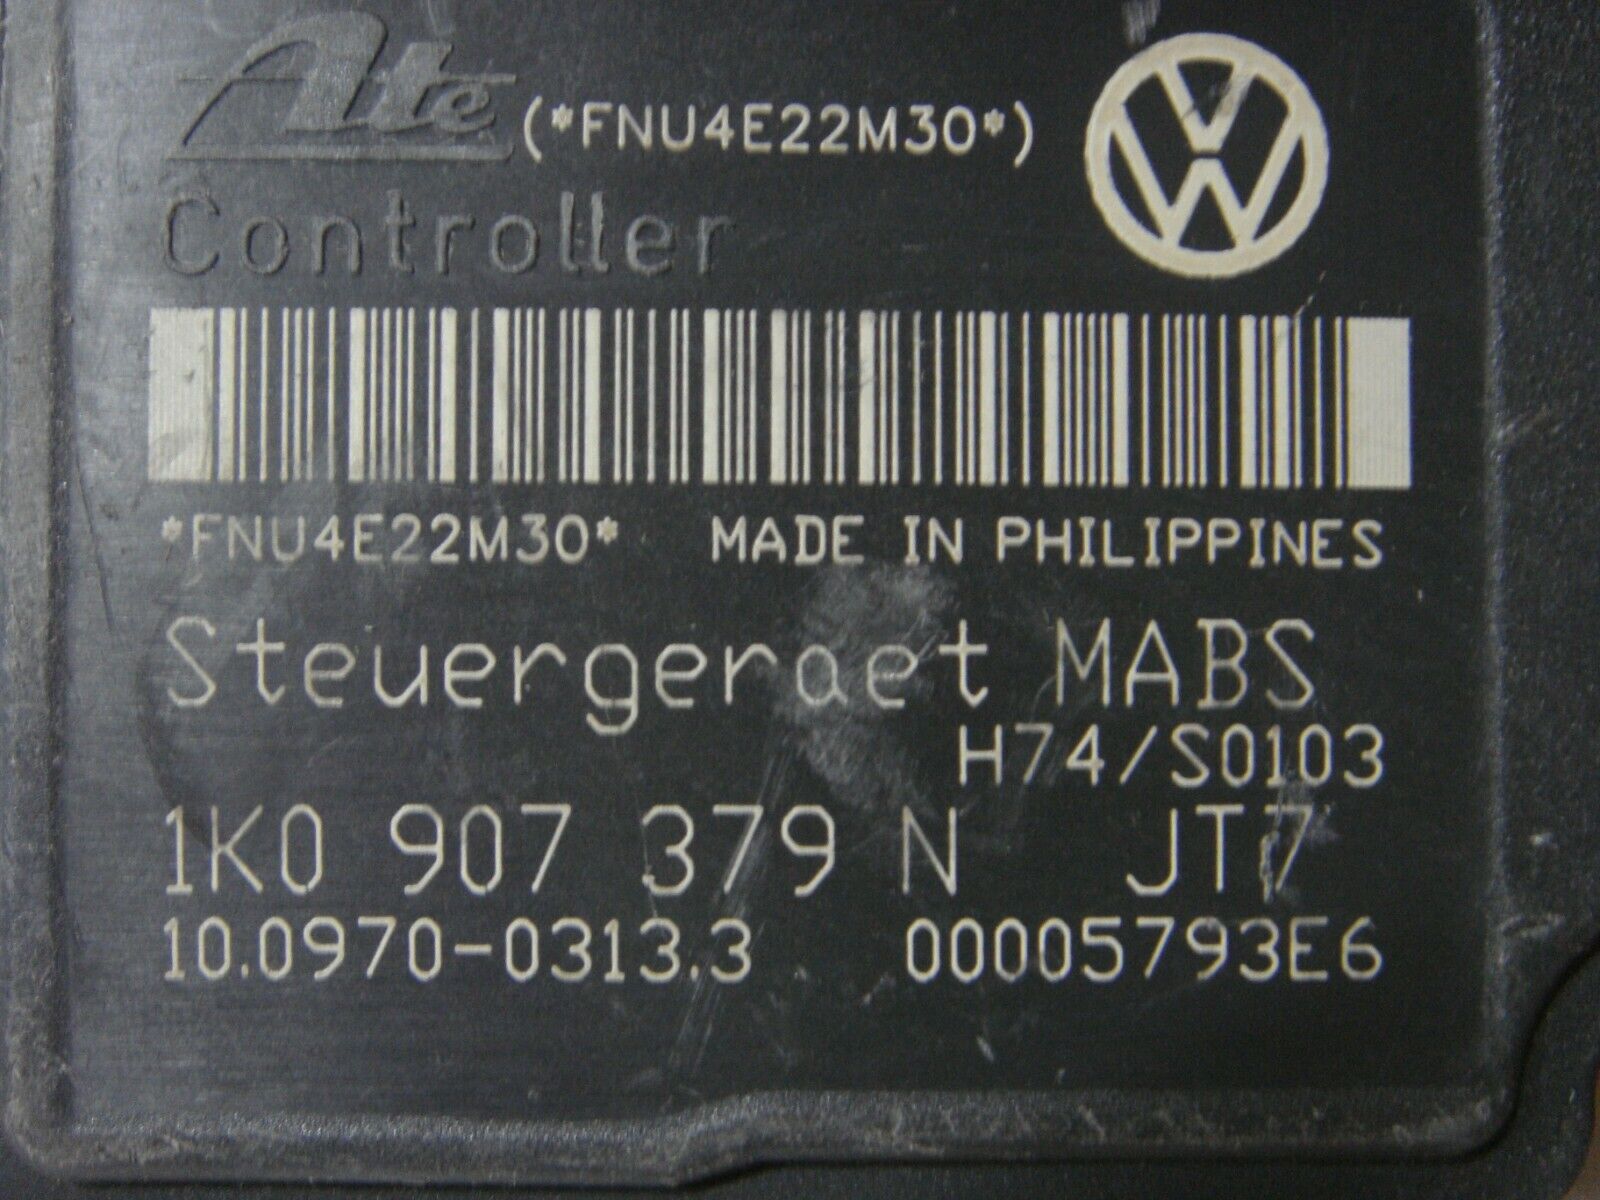 Ate (*FNU4E22M30*)
Controller
*FNU4E22M30* MADE IN PHILIPPINES
Steuergeraet MABS
H74/S0103
1K0 907 379 N JT7
10.0970-0313.3 00005793E6